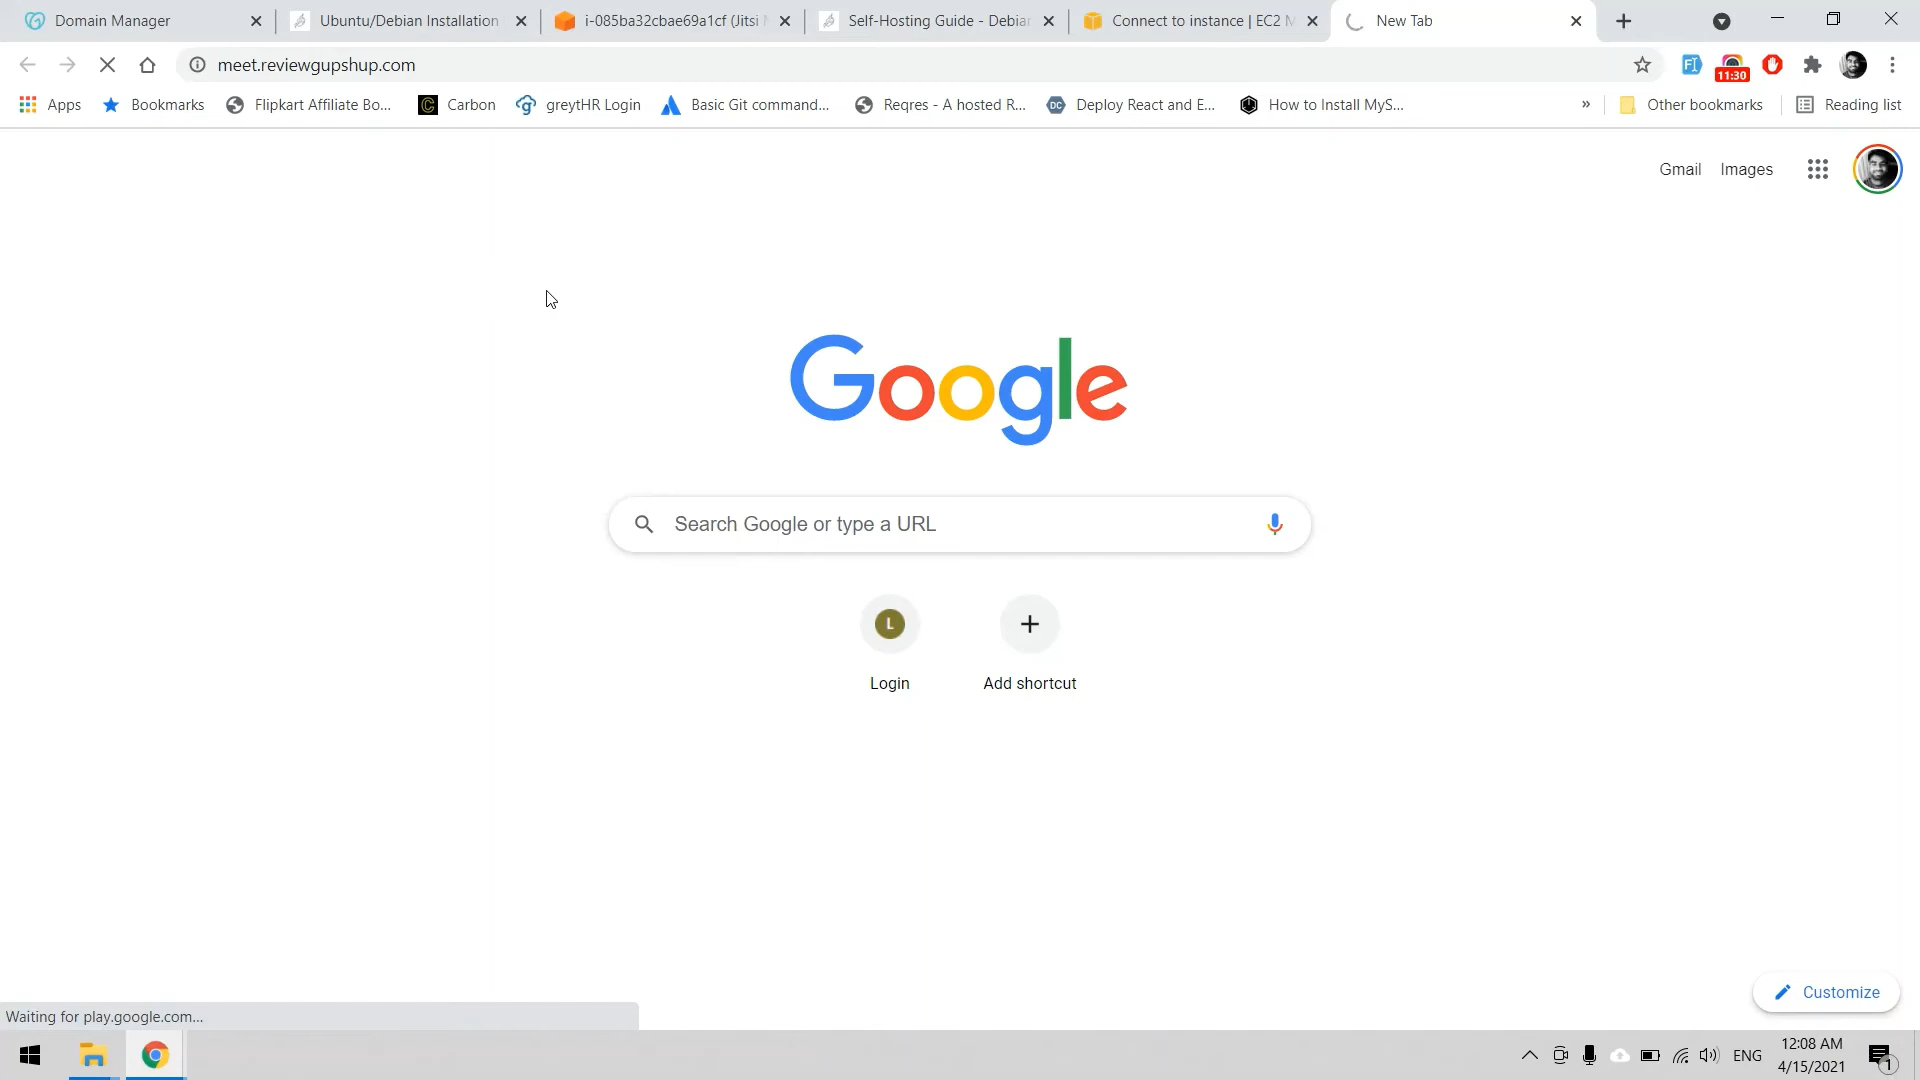 Domain Manager
Ubuntu/Debian Installation
i-085ba32cbae69a1cf (Jitsi
Self-Hosting Guide - Debian
Connect to instance | EC2 M
New Tab
meet.reviewgupshup.com
11:30
Apps
Bookmarks
Flipkart Affiliate Bo...
Carbon
greytHR Login
Basic Git command...
Reqres - A hosted R...
Deploy React and E...
How to Install MyS...
»
Other bookmarks
Reading list
Gmail
Images
Google
Search Google or type a URL
L
Login
Add shortcut
Customize
Waiting for play.google.com...
ENG
12:08 AM
4/15/2021
1